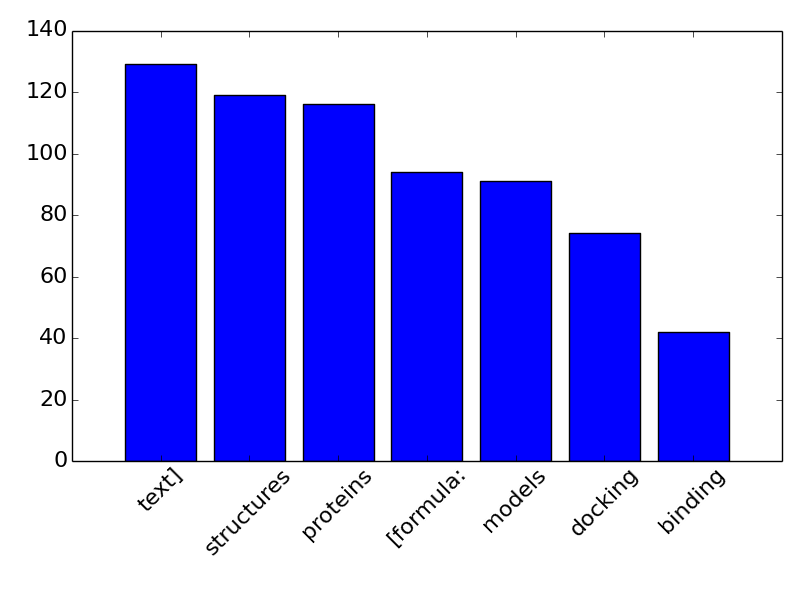 140
120
100
80
60
40
20
0
text]
structures
proteins
[formula:
models
docking
binding